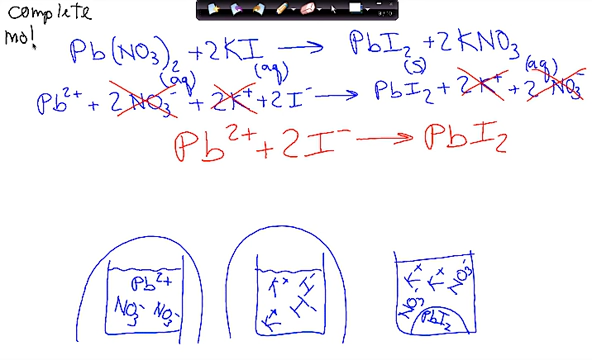 complete
mol
Pb(NO₃)₂ + 2KI → PbI₂ + 2KNO₃
(aq) (aq) (s) (aq)
Pb²⁺ + 2NO₃⁻ + 2K⁺ + 2I⁻ → PbI₂ + 2K⁺ + 2NO₃⁻
Pb²⁺ + 2I⁻ → PbI₂
Pb²⁺
NO₃⁻ NO₃⁻
K⁺ I⁻
K⁺ I⁻
K⁺ K⁺ NO₃⁻
NO₃⁻ PbI₂